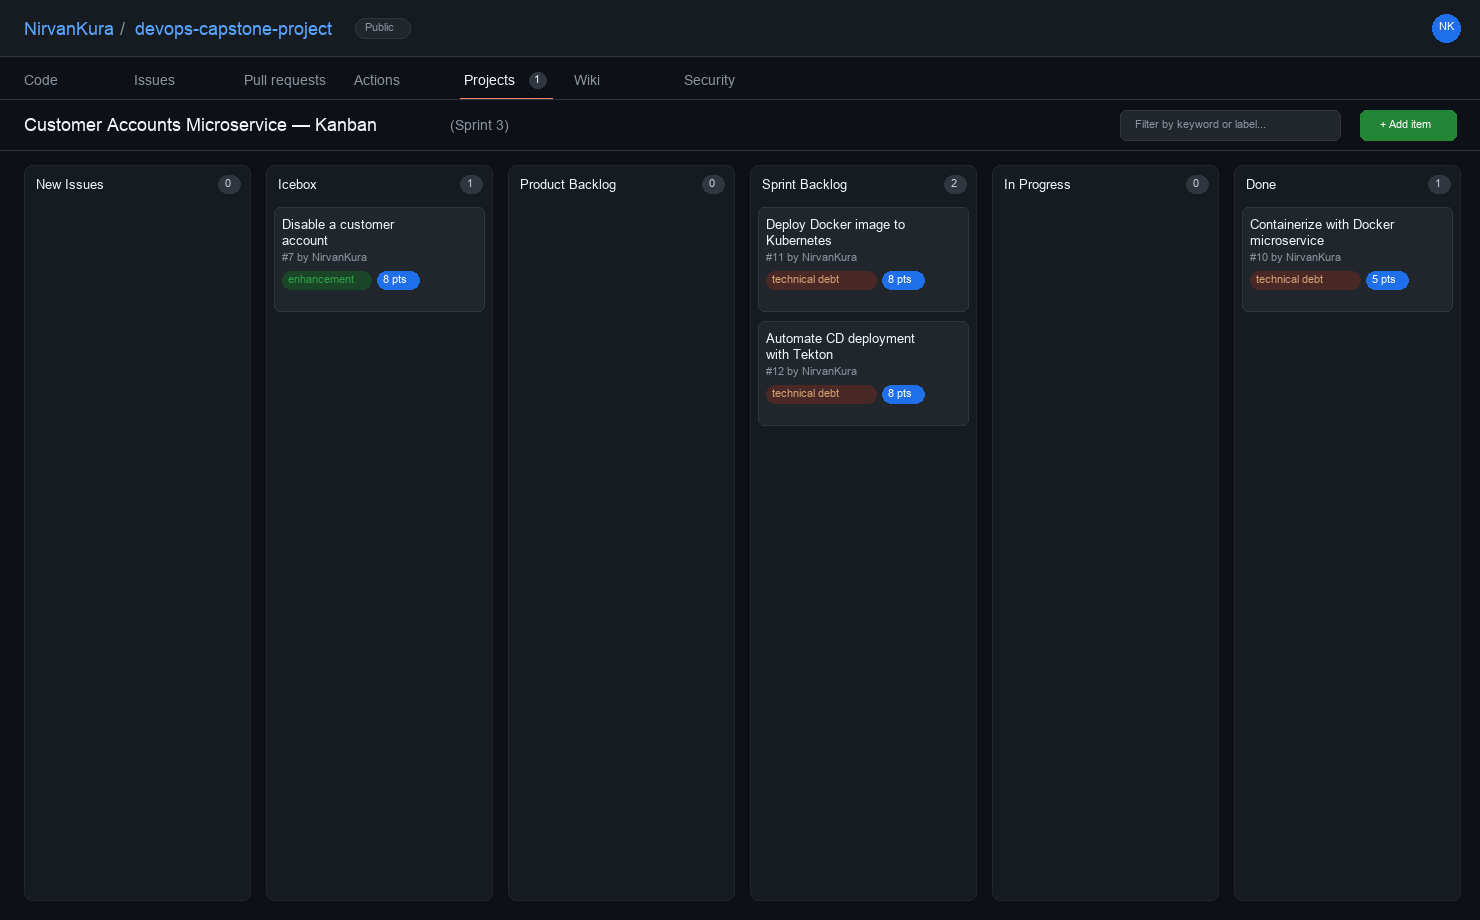 NirvanKura / devops-capstone-project Public NK
Code Issues Pull requests Actions Projects 1 Wiki Security
Customer Accounts Microservice — Kanban (Sprint 3) Filter by keyword or label... + Add item
New Issues 0
Icebox 1
Disable a customer
account
#7 by NirvanKura
enhancement 8 pts
Product Backlog 0
Sprint Backlog 2
Deploy Docker image to
Kubernetes
#11 by NirvanKura
technical debt 8 pts
Automate CD deployment
with Tekton
#12 by NirvanKura
technical debt 8 pts
In Progress 0
Done 1
Containerize with Docker
microservice
#10 by NirvanKura
technical debt 5 pts